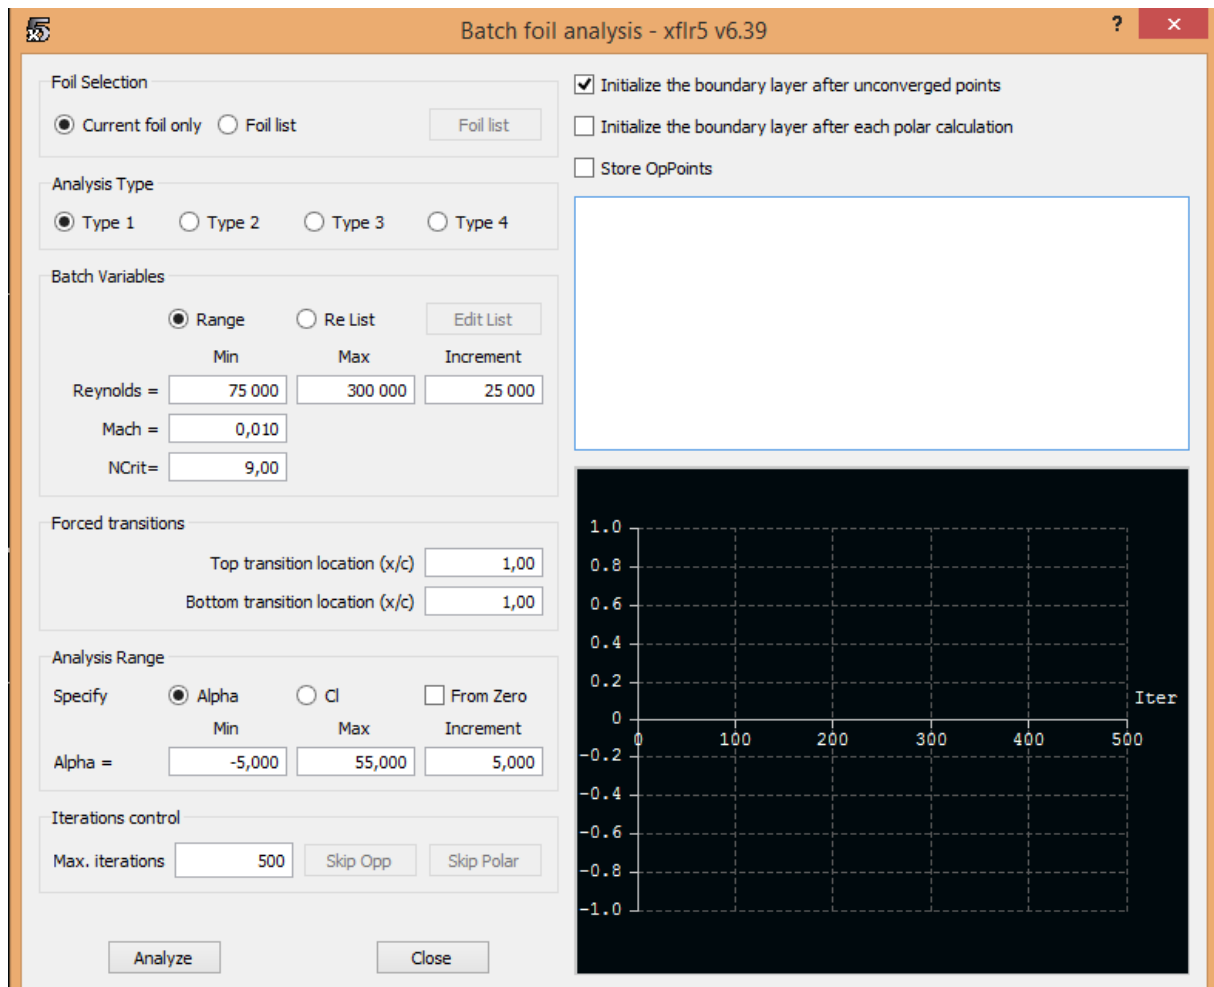 Batch foil analysis - xflr5 v6.39
?
Foil Selection
Current foil only Foil list Foil list
Analysis Type
Type 1 Type 2 Type 3 Type 4
Batch Variables
Range Re List Edit List
Min Max Increment
Reynolds = 75 000 300 000 25 000
Mach = 0,010
NCrit= 9,00
Forced transitions
Top transition location (x/c) 1,00
Bottom transition location (x/c) 1,00
Analysis Range
Specify Alpha Cl From Zero
Min Max Increment
Alpha = -5,000 55,000 5,000
Iterations control
Max. iterations 500 Skip Opp Skip Polar
Analyze Close
Initialize the boundary layer after unconverged points
Initialize the boundary layer after each polar calculation
Store OpPoints
1.0
0.8
0.6
0.4
0.2
Iter
0
0 100 200 300 400 500
-0.2
-0.4
-0.6
-0.8
-1.0